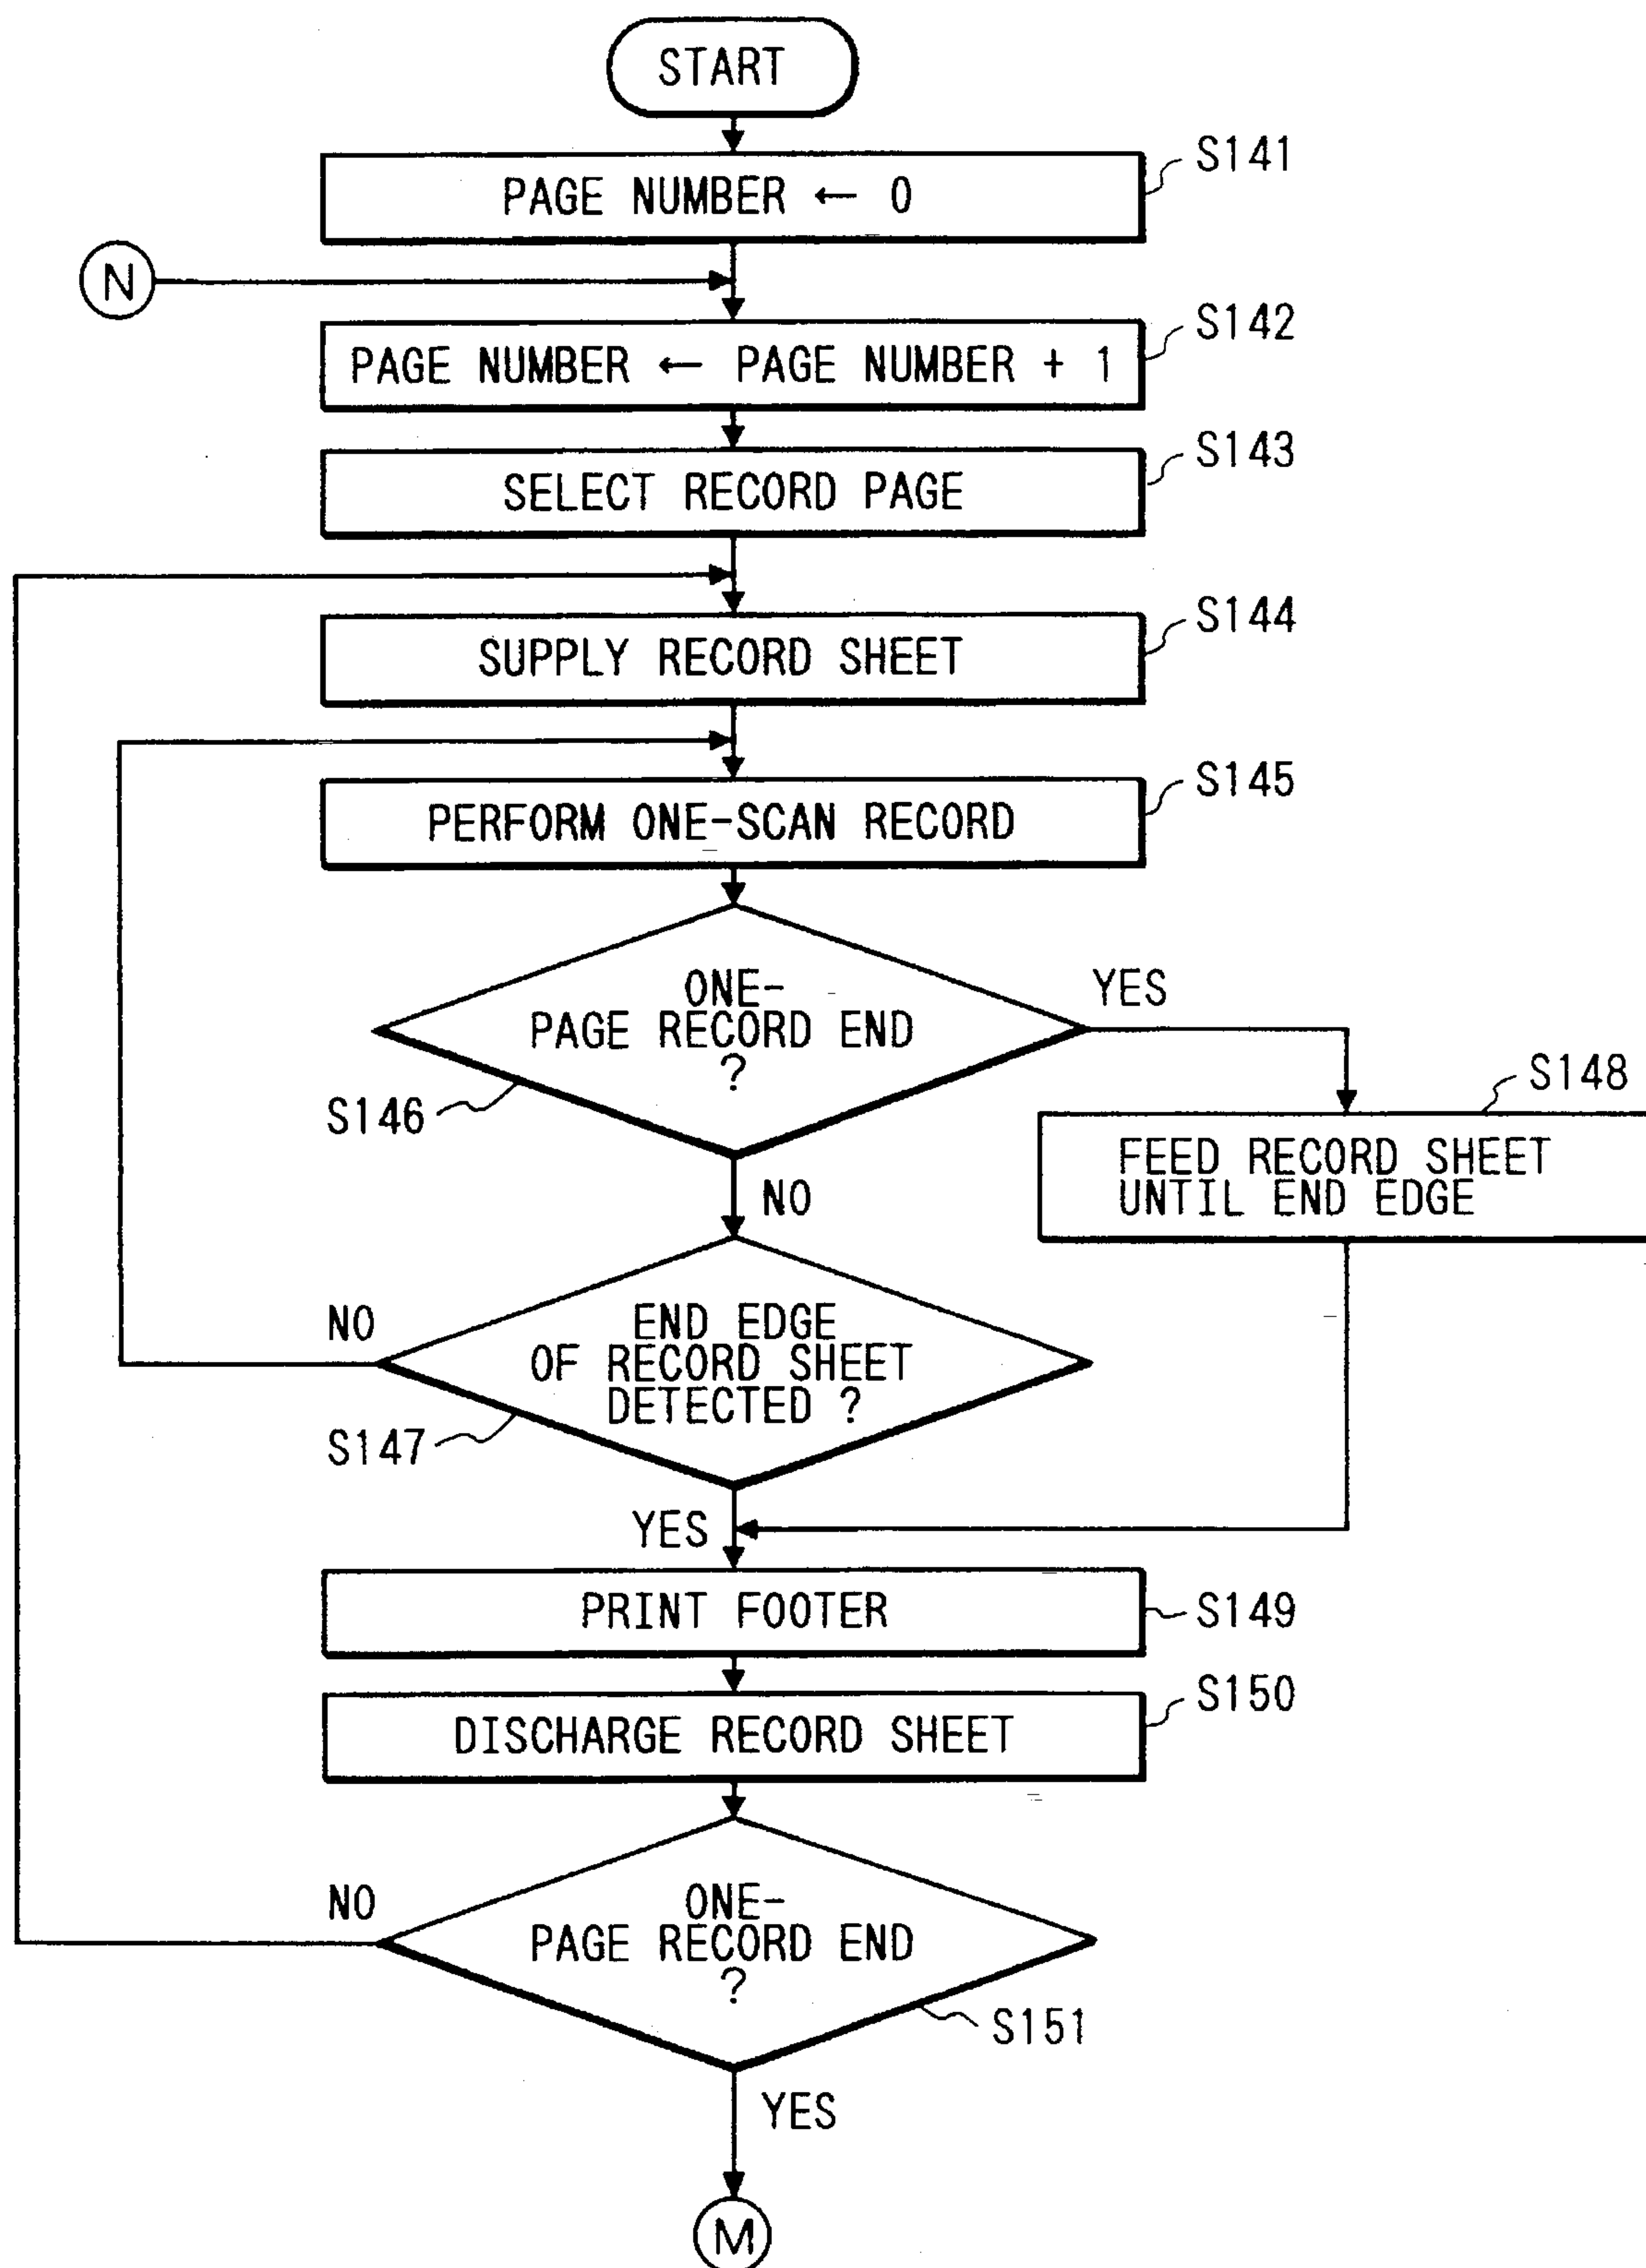 START
PAGE NUMBER ← 0
S141
N
S142
PAGE NUMBER ← PAGE NUMBER + 1
S143
SELECT RECORD PAGE
S144
SUPPLY RECORD SHEET
S145
PERFORM ONE-SCAN RECORD
ONE-
PAGE RECORD END
?
YES
S146
NO
S148
FEED RECORD SHEET
UNTIL END EDGE
END EDGE
OF RECORD SHEET
DETECTED ?
NO
S147
YES
PRINT FOOTER
S149
S150
DISCHARGE RECORD SHEET
ONE-
PAGE RECORD END
?
NO
S151
YES
M